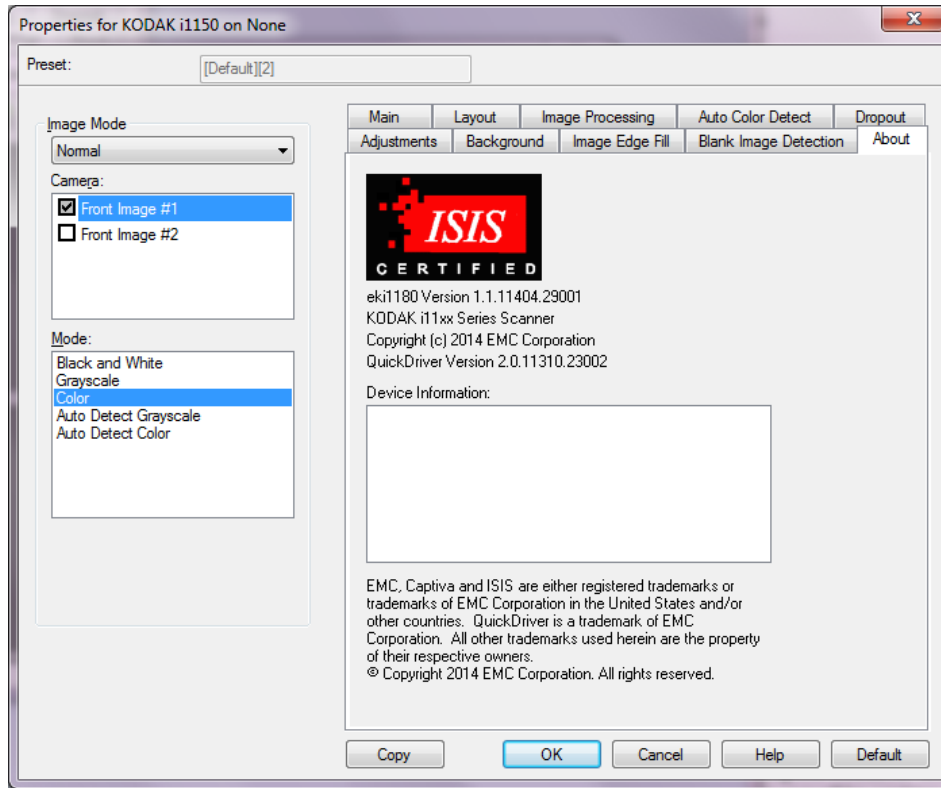 Properties for KODAK i1150 on None
x
Preset:
[Default][2]
Image Mode
Normal
Camera:
Front Image #1
Front Image #2
Mode:
Black and White
Grayscale
Color
Auto Detect Grayscale
Auto Detect Color
Main Layout Image Processing Auto Color Detect Dropout
Adjustments Background Image Edge Fill Blank Image Detection About
ISIS
CERTIFIED
eki1180 Version 1.1.11404.29001
KODAK i11xx Series Scanner
Copyright (c) 2014 EMC Corporation
QuickDriver Version 2.0.11310.23002
Device Information:
EMC, Captiva and ISIS are either registered trademarks or
trademarks of EMC Corporation in the United States and/or
other countries.  QuickDriver is a trademark of EMC
Corporation.  All other trademarks used herein are the property
of their respective owners.
© Copyright 2014 EMC Corporation. All rights reserved.
Copy OK Cancel Help Default